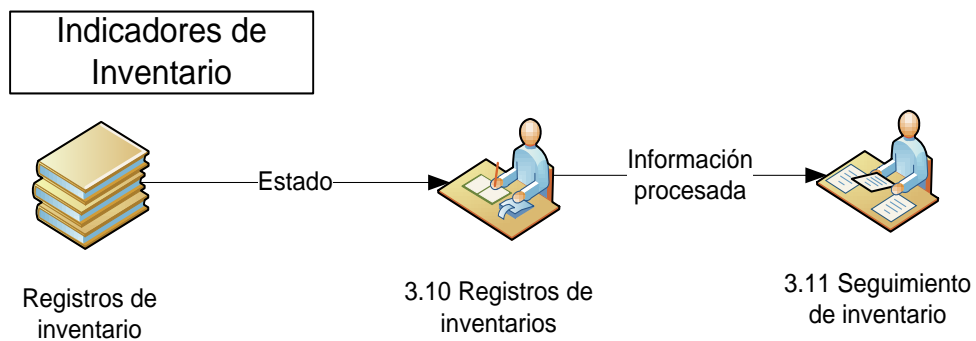 Indicadores de
Inventario
Estado
Información
procesada
Registros de
inventario
3.10 Registros de
inventarios
3.11 Seguimiento
de inventario